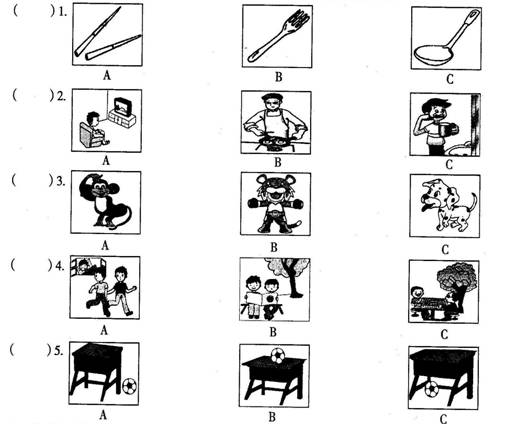 ( )1.
A B C
( )2.
A B C
( )3.
A B C
( )4.
A B C
( )5.
A B C